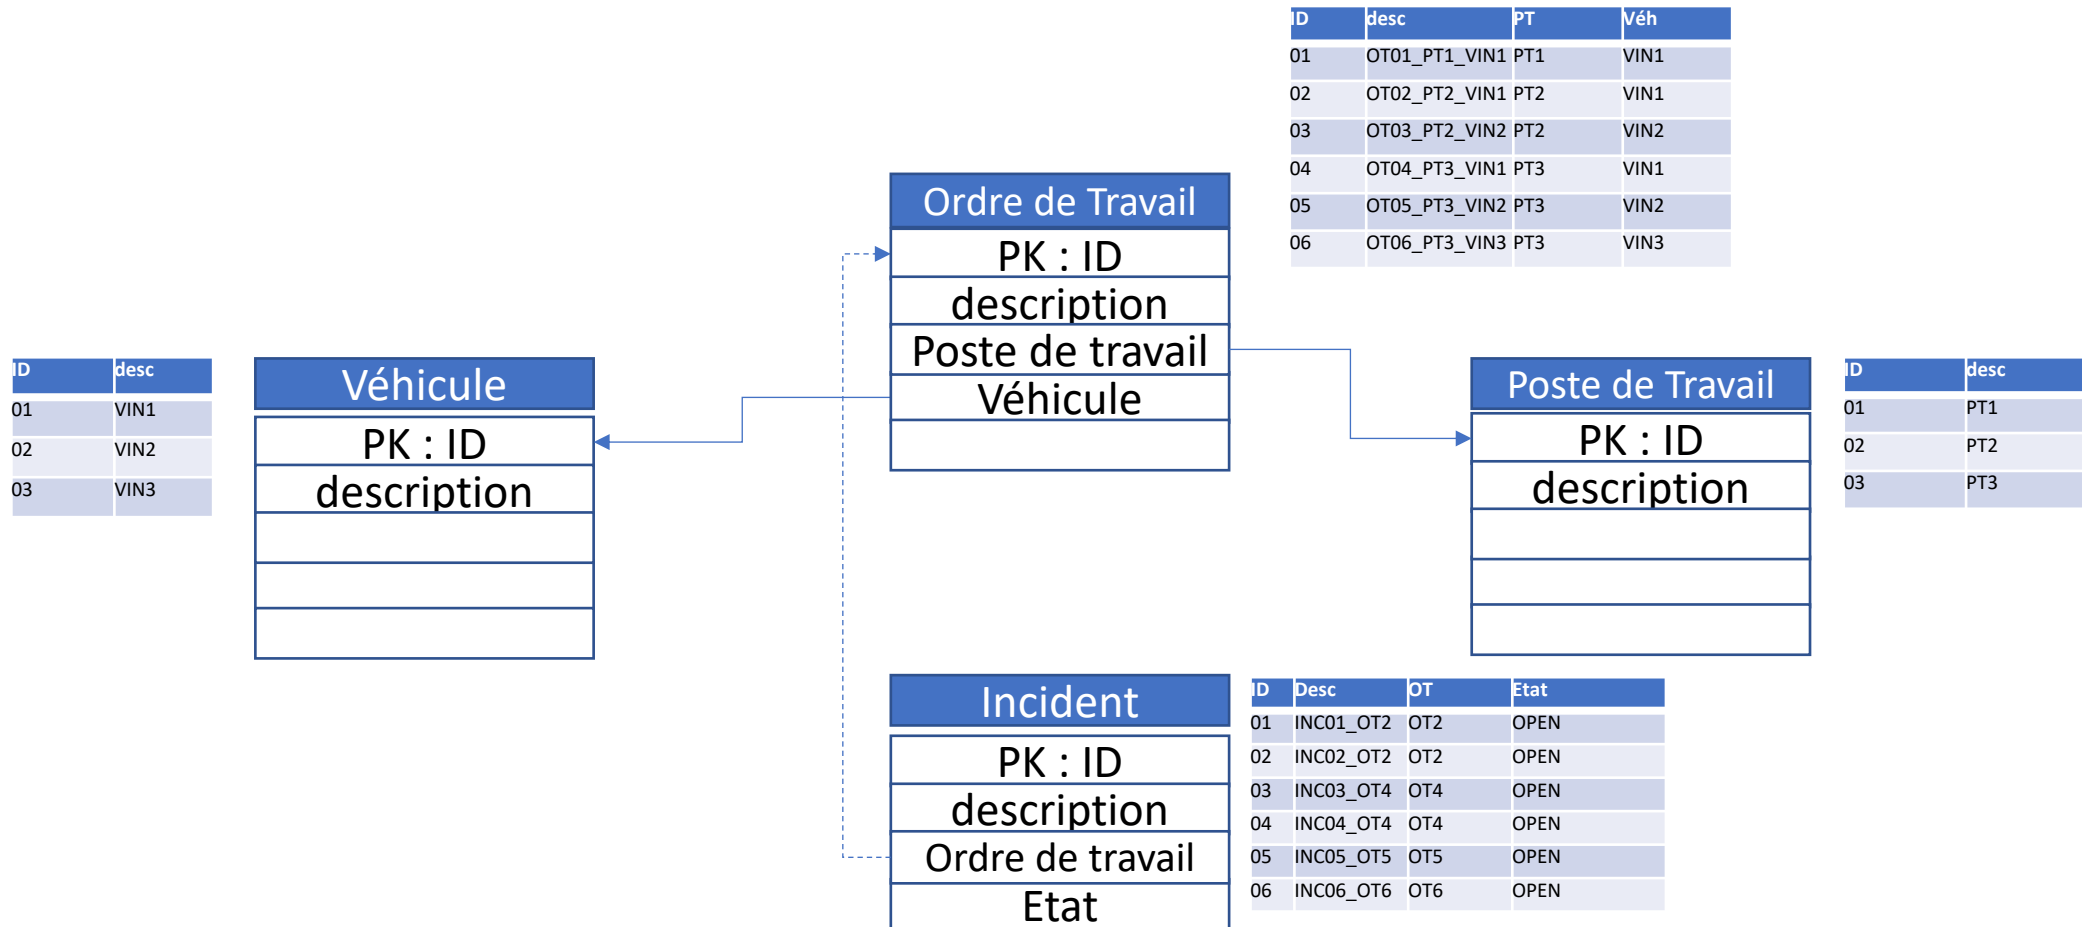 ID desc PT Véh
01 OT01_PT1_VIN1 PT1 VIN1
02 OT02_PT2_VIN1 PT2 VIN1
03 OT03_PT2_VIN2 PT2 VIN2
04 OT04_PT3_VIN1 PT3 VIN1
05 OT05_PT3_VIN2 PT3 VIN2
06 OT06_PT3_VIN3 PT3 VIN3
Ordre de Travail
PK : ID
description
Poste de travail
Véhicule
ID desc
01 VIN1
02 VIN2
03 VIN3
Véhicule
PK : ID
description
Poste de Travail
PK : ID
description
ID desc
01 PT1
02 PT2
03 PT3
Incident
PK : ID
description
Ordre de travail
Etat
ID Desc OT Etat
01 INC01_OT2 OT2 OPEN
02 INC02_OT2 OT2 OPEN
03 INC03_OT4 OT4 OPEN
04 INC04_OT4 OT4 OPEN
05 INC05_OT5 OT5 OPEN
06 INC06_OT6 OT6 OPEN